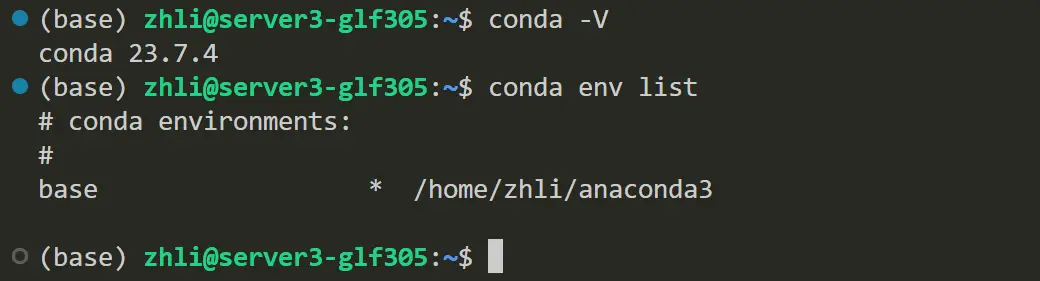 (base) zhli@server3-glf305:~$ conda -V
conda 23.7.4
(base) zhli@server3-glf305:~$ conda env list
# conda environments:
#
base                  *  /home/zhli/anaconda3
(base) zhli@server3-glf305:~$